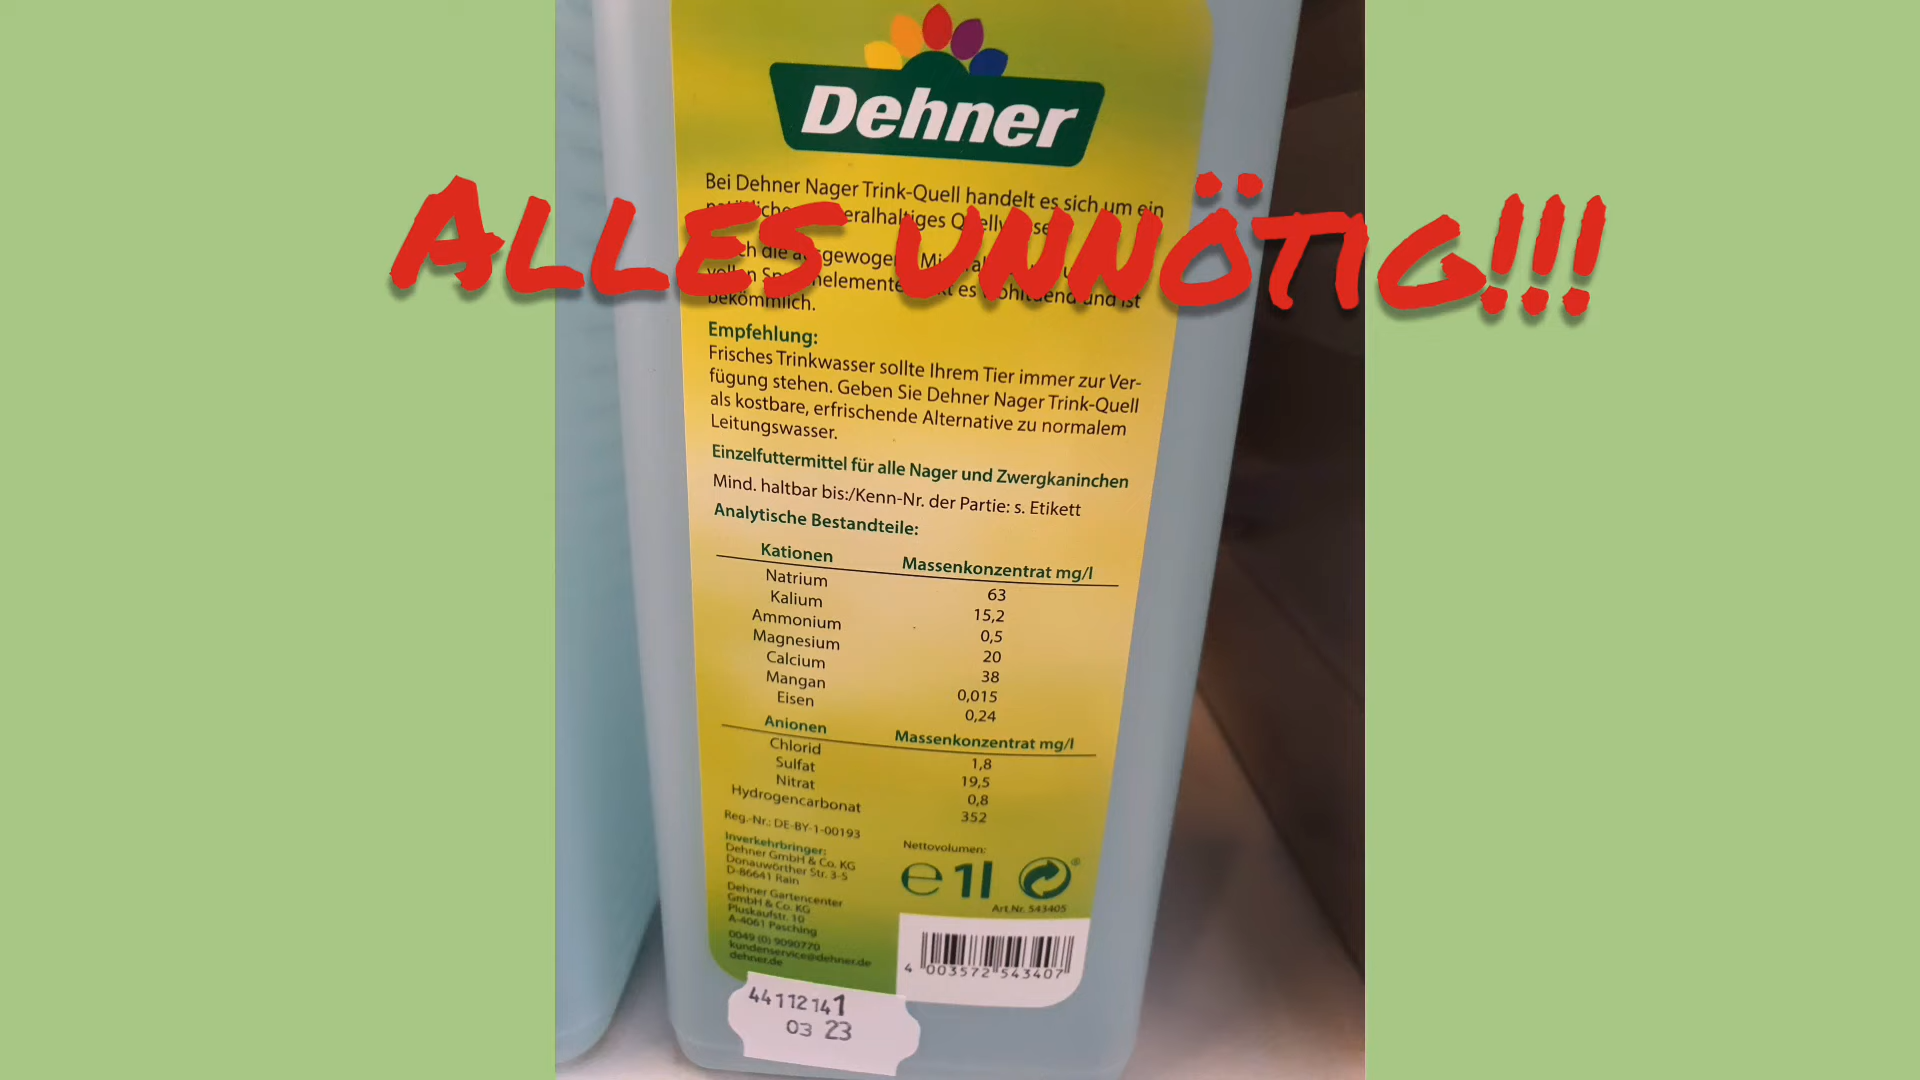 Dehner
Alles unnötig!!!
Bei Dehner Nager Trink-Quell handelt es sich um ein
bekömmlich.
Empfehlung:
Frisches Trinkwasser sollte Ihrem Tier immer zur Ver-
fügung stehen. Geben Sie Dehner Nager Trink-Quell
als kostbare, erfrischende Alternative zu normalem
Leitungswasser.
Einzelfuttermittel für alle Nager und Zwergkaninchen
Mind. haltbar bis:/Kenn-Nr. der Partie: s. Etikett
Analytische Bestandteile:
Kationen Massenkonzentrat mg/l
Natrium 63
Kalium 15,2
Ammonium 0,5
Magnesium 20
Calcium 38
Mangan 0,015
Eisen 0,24
Anionen Massenkonzentrat mg/l
Chlorid 1,8
Sulfat 19,5
Nitrat 0,8
Hydrogencarbonat 352
Reg.-Nr.: DE-BY-1-00193
Inverkehrbringer:
Dehner GmbH & Co. KG
Donauwörther Str. 3-5
D-86641 Rain
Dehner Gartencenter
GmbH & Co. KG
Pluskaufstr. 10
A-4061 Pasching
0049 (0) 9090770
kundenservice@dehner.de
dehner.de
Nettovolumen:
e 1l
Art.Nr. 543405
4 003572 543407
44112141
03 23